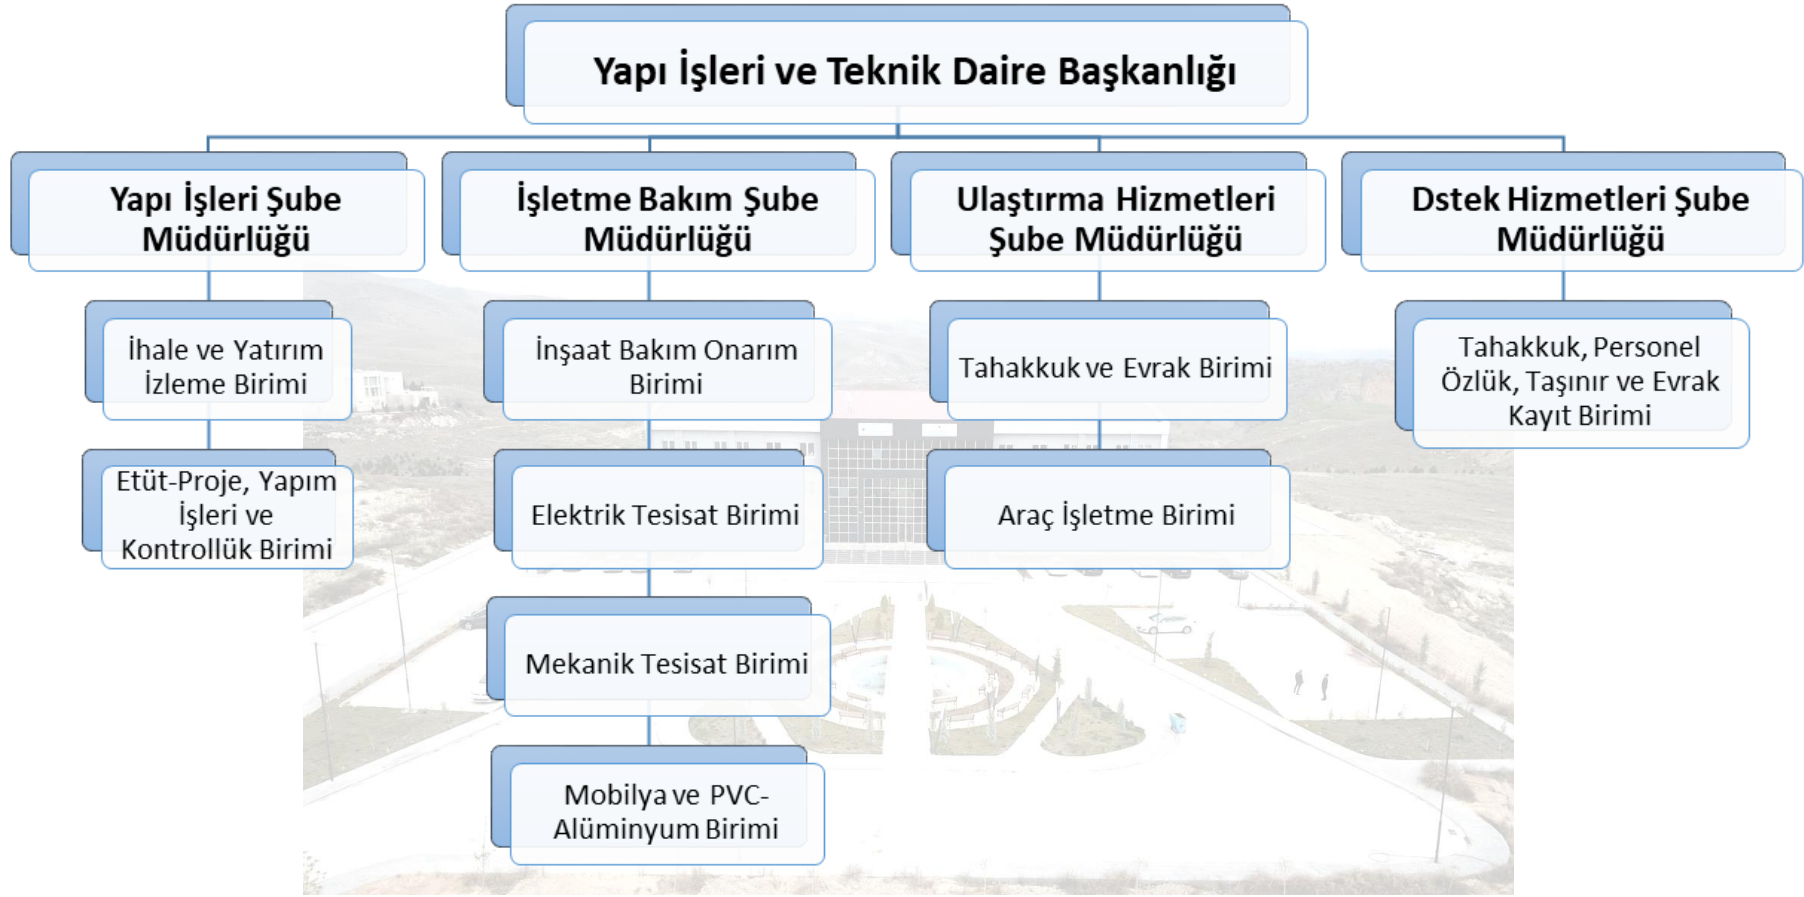 Yapı İşleri ve Teknik Daire Başkanlığı
Yapı İşleri Şube
Müdürlüğü
İhale ve Yatırım
İzleme Birimi
Etüt-Proje, Yapım
İşleri ve
Kontrollük Birimi
İşletme Bakım Şube
Müdürlüğü
İnşaat Bakım Onarım
Birimi
Elektrik Tesisat Birimi
Mekanik Tesisat Birimi
Mobilya ve PVC-
Alüminyum Birimi
Ulaştırma Hizmetleri
Şube Müdürlüğü
Tahakkuk ve Evrak Birimi
Araç İşletme Birimi
Dstek Hizmetleri Şube
Müdürlüğü
Tahakkuk, Personel
Özlük, Taşınır ve Evrak
Kayıt Birimi